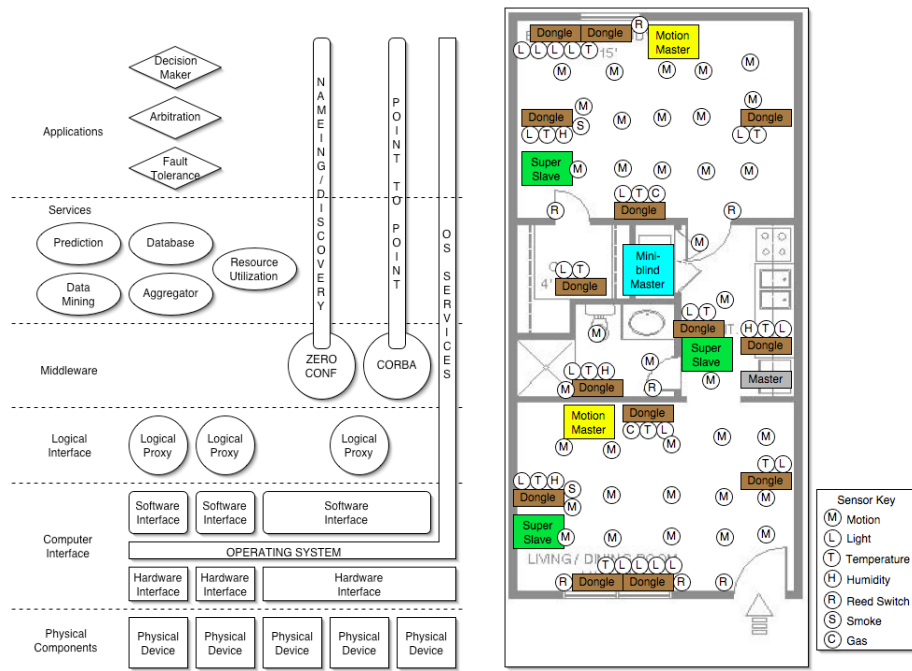 Applications
Decision
Maker
Arbitration
Fault
Tolerance
NAMEING/DISCOVERY
POINT TO POINT
OS SERVICES
Services
Prediction
Database
Resource
Utilization
Data
Mining
Aggregator
Middleware
ZERO
CONF
CORBA
Logical
Interface
Logical
Proxy
Logical
Proxy
Logical
Proxy
Computer
Interface
Software
Interface
Software
Interface
Software
Interface
OPERATING SYSTEM
Hardware
Interface
Hardware
Interface
Hardware
Interface
Physical
Components
Physical
Device
Physical
Device
Physical
Device
Physical
Device
Physical
Device
Dongle Dongle R
Motion
Master
L L L L T 15'
M M M M M
M M
Dongle S M M M Dongle
L T H L T
Super
Slave
M M M M M
L T C
R Dongle R
M
Mini-
blind
Master
L T
4' Dongle
M
L T
Dongle
H T L
Dongle
M
Super
Slave
M
L T H
M Dongle R M
Master
Motion
Master
Dongle
C T L
M M M M M
L T H
Dongle
S
M
M M M M
T L
Dongle
Super
Slave
M M M M M
LIVING / DINING ROOM
T L L L L
R Dongle Dongle R R
Sensor Key
M Motion
L Light
T Temperature
H Humidity
R Reed Switch
S Smoke
C Gas